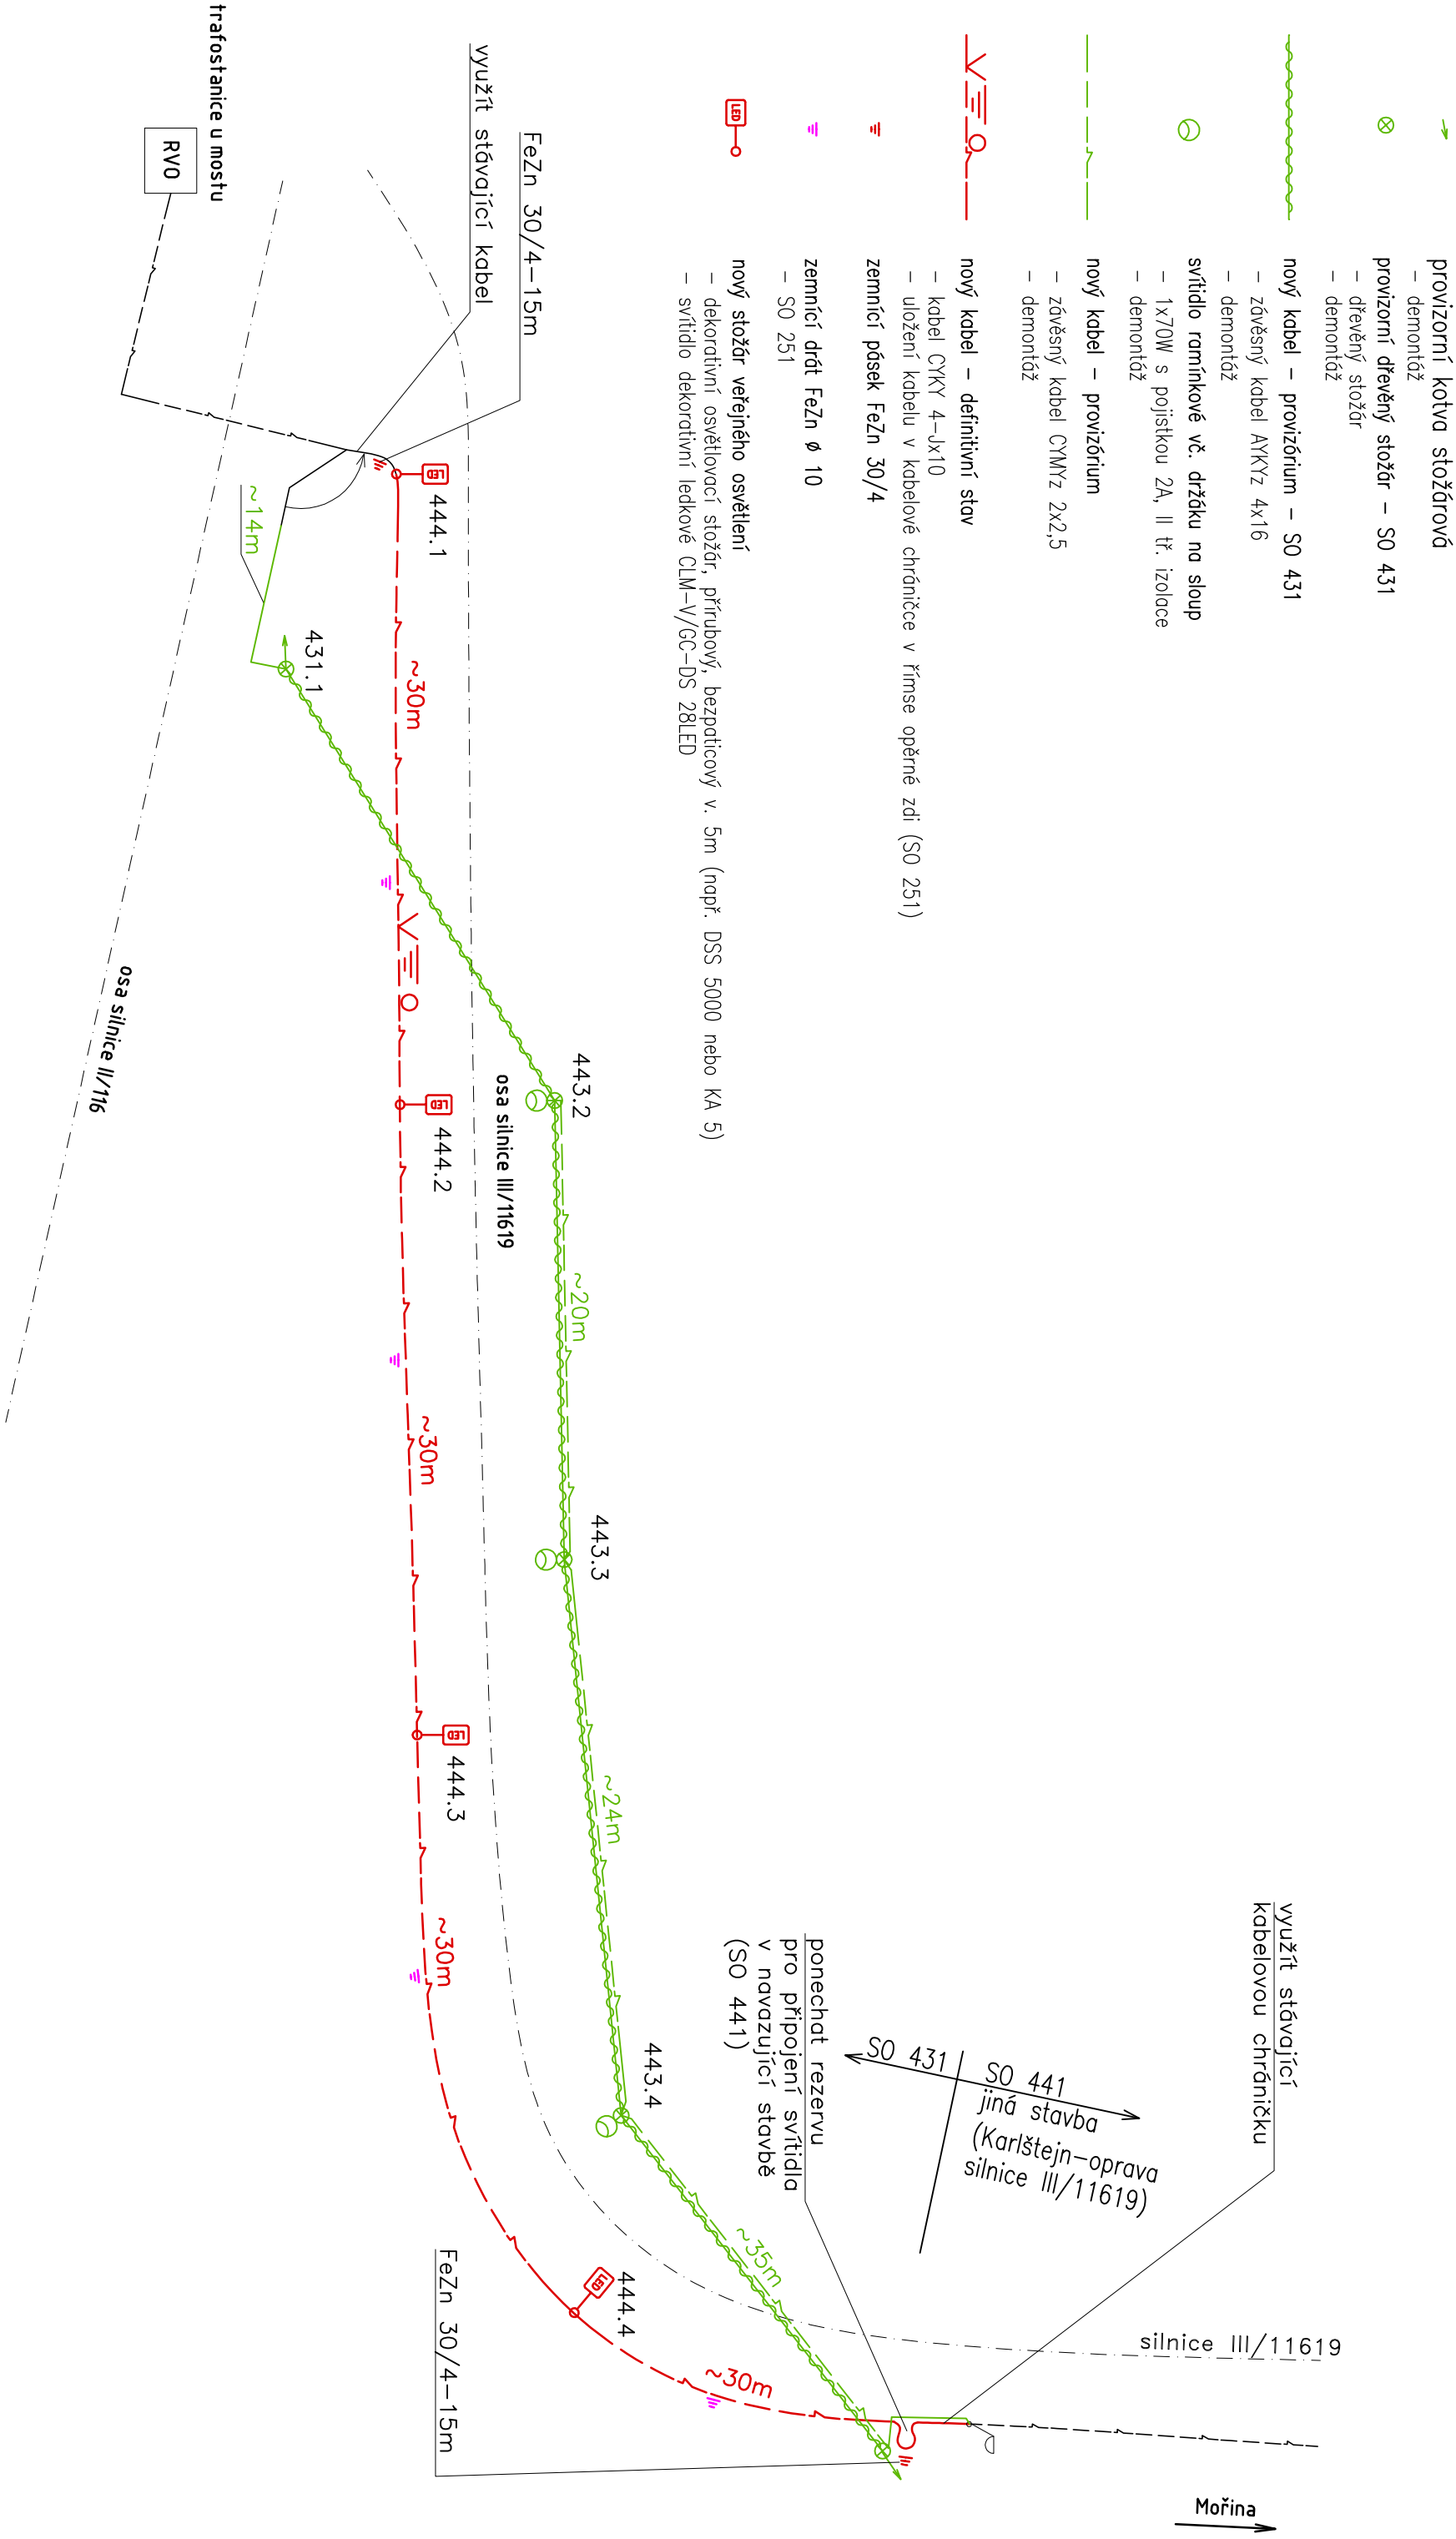 provizorní kotva stožárová
- demontáž
provizorní dřevěný stožár - SO 431
- dřevěný stožár
- demontáž
nový kabel - provizórium - SO 431
- závěsný kabel AYKYz 4x16
- demontáž
svítidlo ramínkové vč. držáku na sloup
- 1x70W s pojistkou 2A, II tř. izolace
- demontáž
nový kabel - provizórium
- závěsný kabel CYMYz 2x2,5
- demontáž
nový kabel - definitivní stav
- kabel CYKY 4-Jx10
- uložení kabelu v kabelové chráničce v římse opěrné zdi (SO 251)
zemnící pásek FeZn 30/4
zemnící drát FeZn ø 10
- SO 251
LED
nový stožár veřejného osvětlení
- dekorativní osvětlovací stožár, přírubový, bezpaticový v. 5m (např. DSS 5000 nebo KA 5)
- svítidlo dekorativní ledkové CLM-V/GC-DS 28LED
FeZn 30/4-15m
využít stávající kabel
trafostanice u mostu
RVO
LED
444.1
~14m
431.1
~30m
443.2
osa silnice III/11619
LED
444.2
osa silnice II/116
~20m
~30m
443.3
LED
444.3
~24m
~30m
443.4
využít stávající
kabelovou chráničku
SO 431
SO 441
jiná stavba
(Karlštejn-oprava
silnice III/11619)
ponechat rezervu
pro připojení svítidla
v navazující stavbě
(SO 441)
~35m
LED
444.4
~30m
FeZn 30/4-15m
silnice III/11619
Mořina